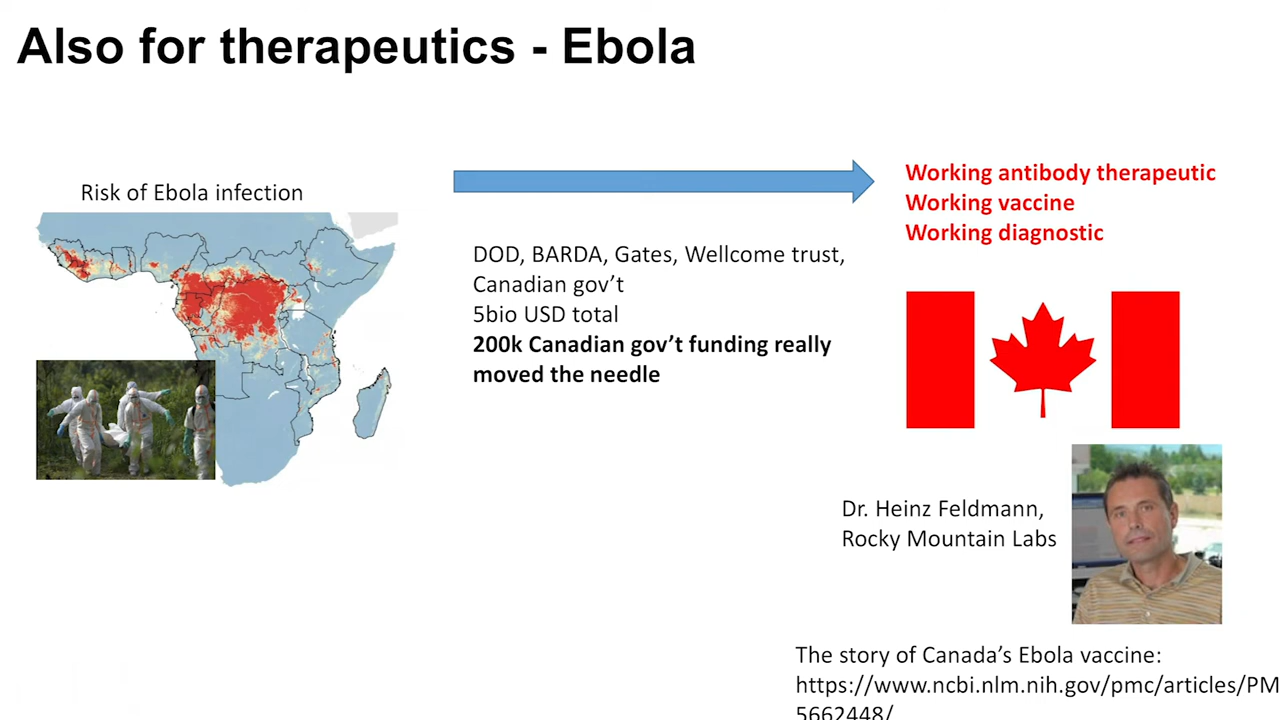 Also for therapeutics - Ebola
Risk of Ebola infection
DOD, BARDA, Gates, Wellcome trust,
Canadian gov't
5bio USD total
200k Canadian gov't funding really
moved the needle
Working antibody therapeutic
Working vaccine
Working diagnostic
Dr. Heinz Feldmann,
Rocky Mountain Labs
The story of Canada's Ebola vaccine:
https://www.ncbi.nlm.nih.gov/pmc/articles/PM
5662448/